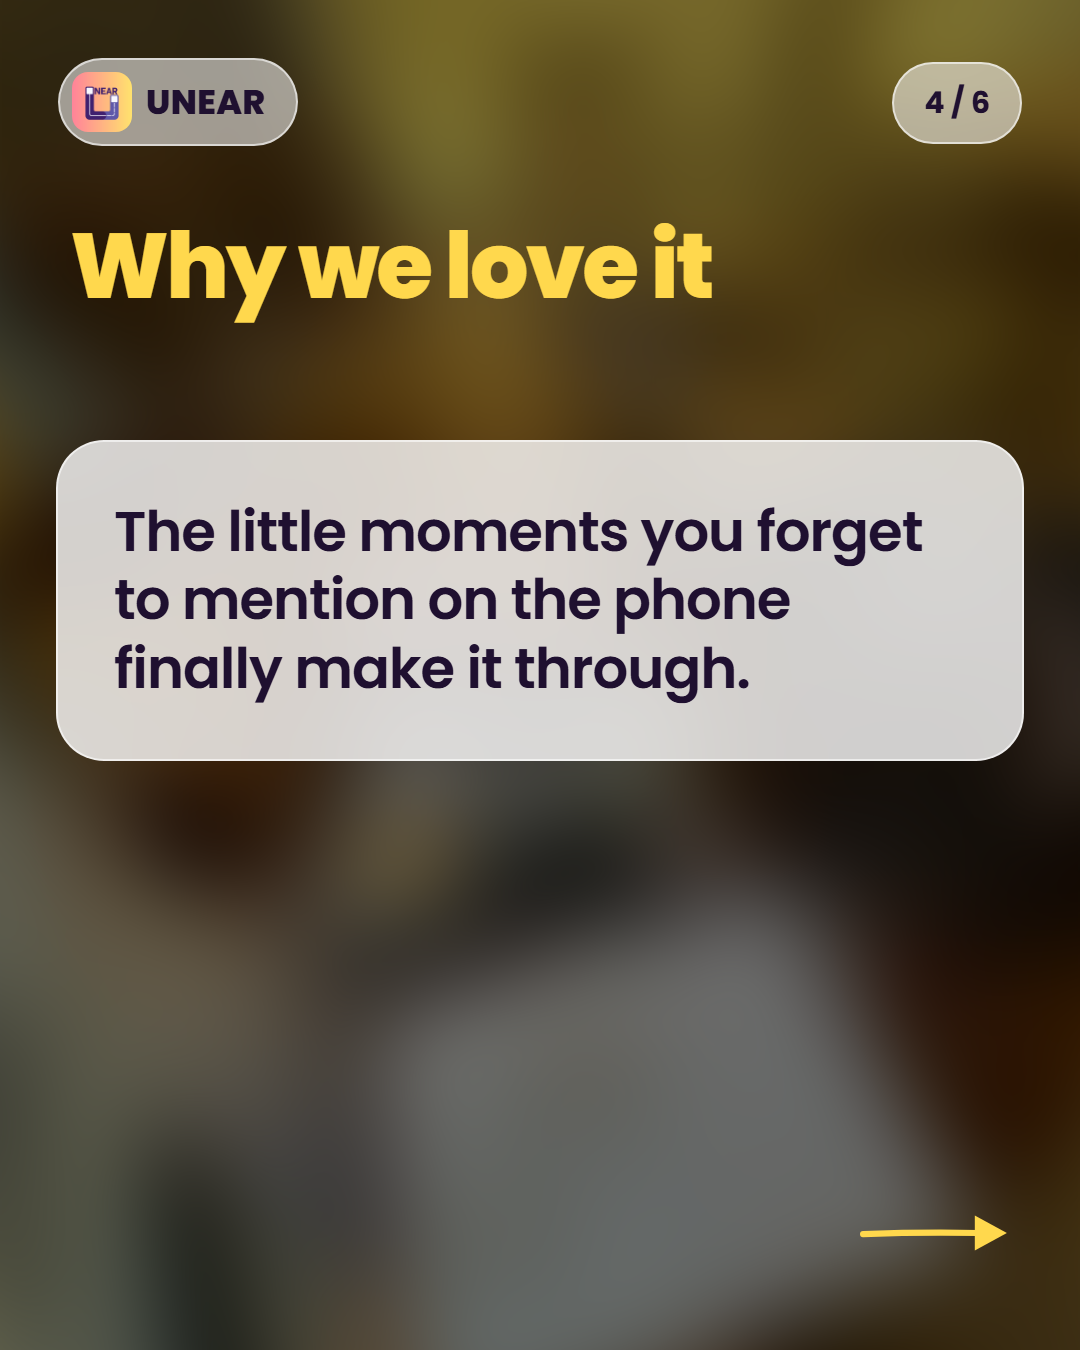 UNEAR
UNEAR
4 / 6
Why we love it
The little moments you forget
to mention on the phone
finally make it through.